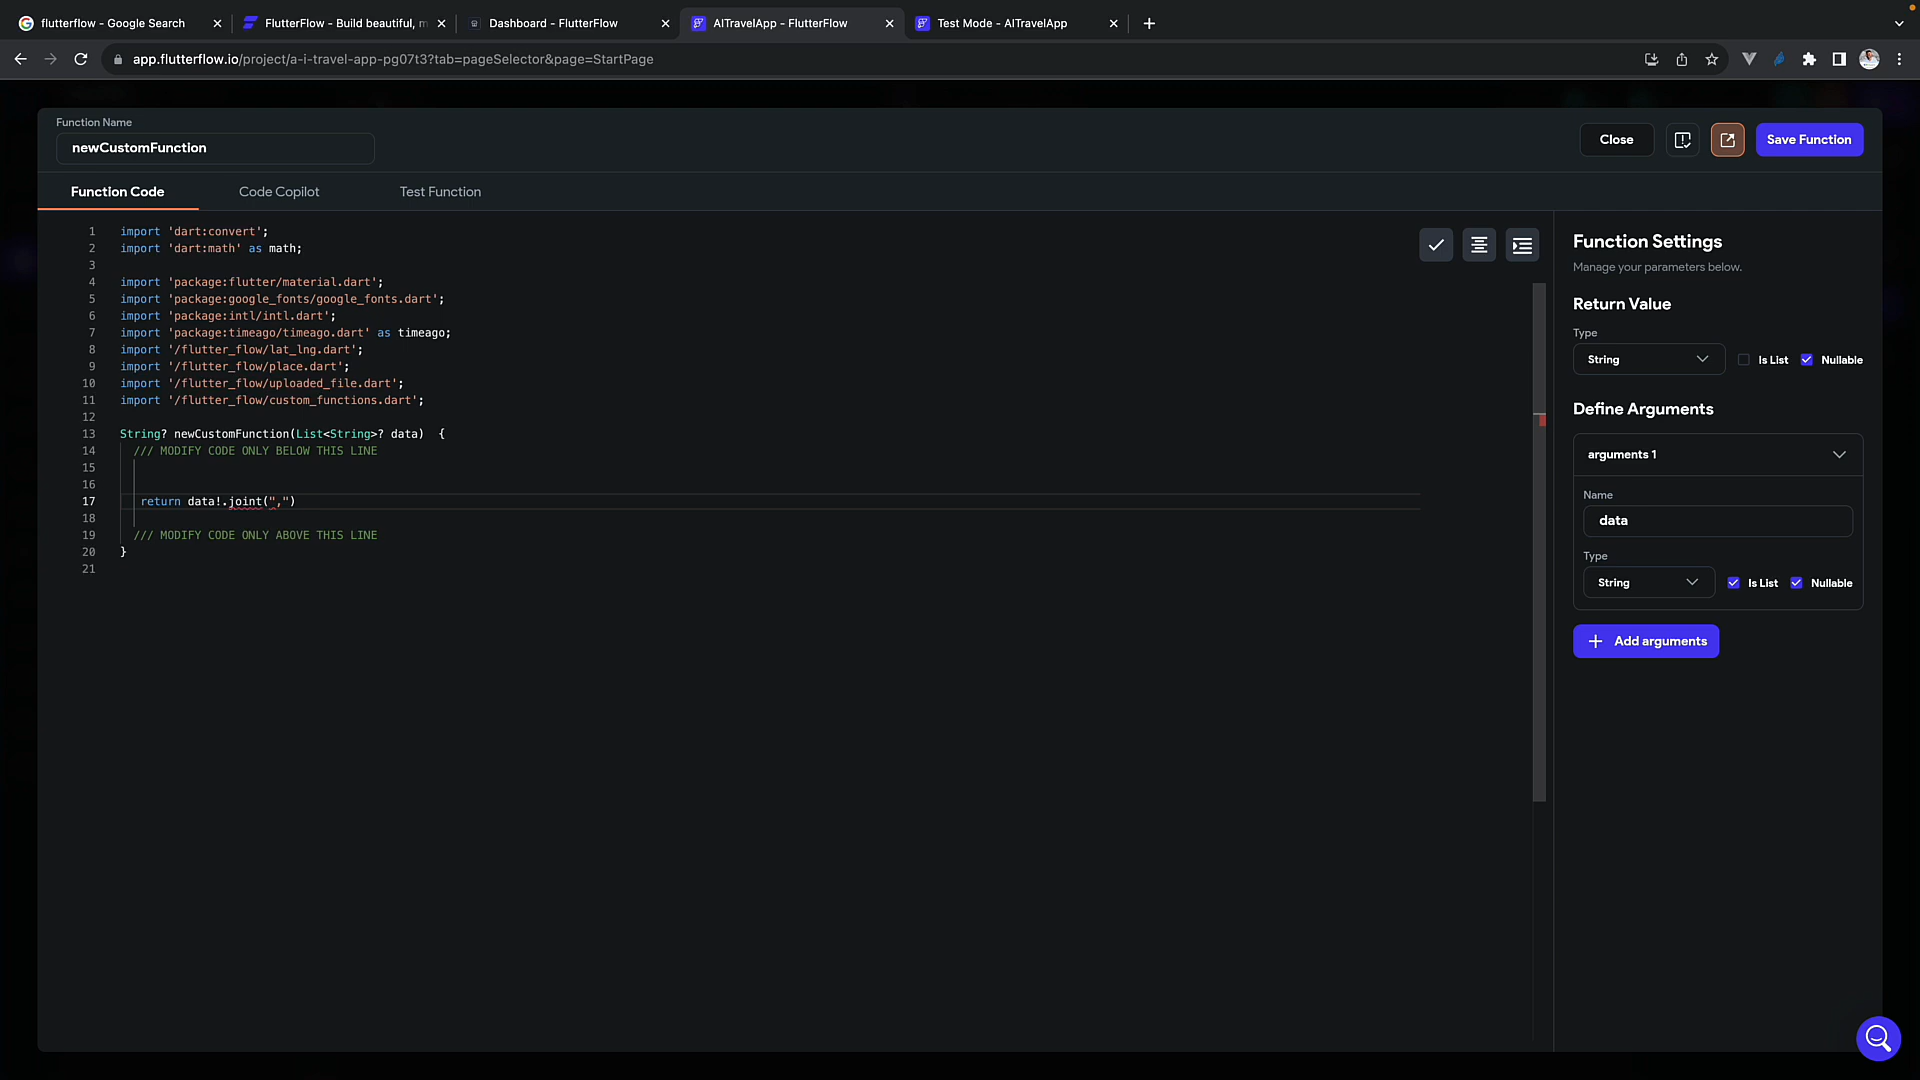 flutterflow - Google Search
FlutterFlow - Build beautiful, m
Dashboard - FlutterFlow
AITravelApp - FlutterFlow
Test Mode - AITravelApp
app.flutterflow.io/project/a-i-travel-app-pg07t3?tab=pageSelector&page=StartPage
Function Name
newCustomFunction
Close
Save Function
Function Code
Code Copilot
Test Function
1 import 'dart:convert';
2 import 'dart:math' as math;
3
4 import 'package:flutter/material.dart';
5 import 'package:google_fonts/google_fonts.dart';
6 import 'package:intl/intl.dart';
7 import 'package:timeago/timeago.dart' as timeago;
8 import '/flutter_flow/lat_lng.dart';
9 import '/flutter_flow/place.dart';
10 import '/flutter_flow/uploaded_file.dart';
11 import '/flutter_flow/custom_functions.dart';
12
13 String? newCustomFunction(List<String>? data) {
14 /// MODIFY CODE ONLY BELOW THIS LINE
15
16
17 return data!.joint(",")
18
19 /// MODIFY CODE ONLY ABOVE THIS LINE
20 }
21
Function Settings
Manage your parameters below.
Return Value
Type
String
Is List
Nullable
Define Arguments
arguments 1
Name
data
Type
String
Is List
Nullable
Add arguments